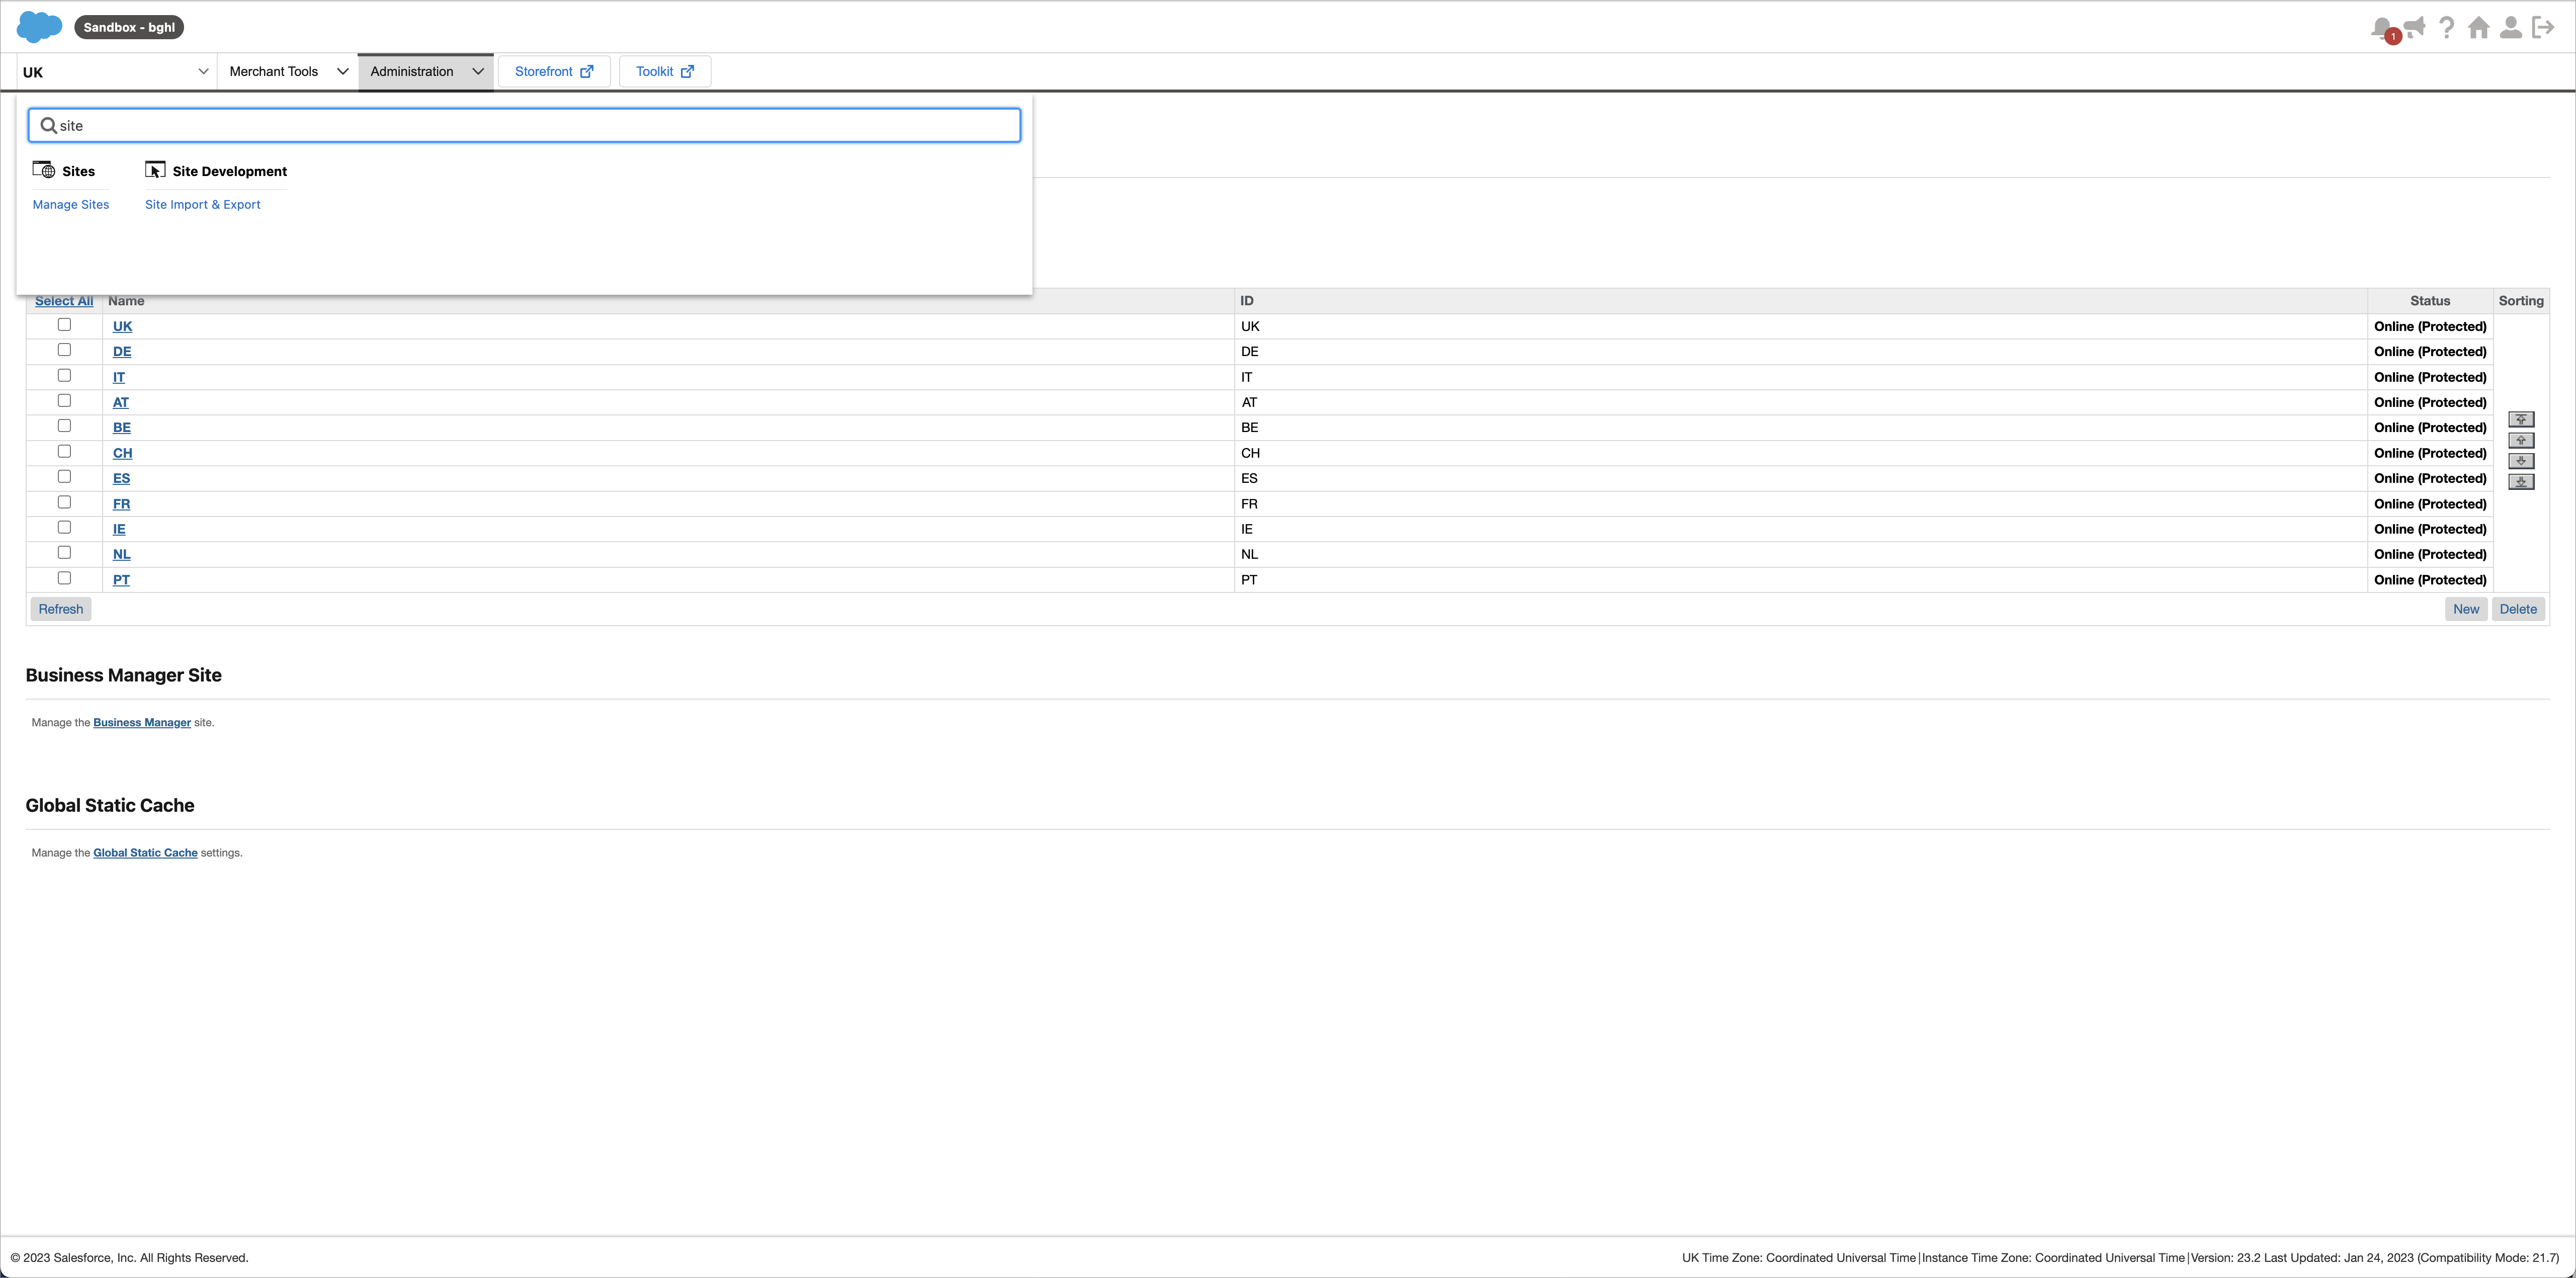 Sandbox - bghl
1
UK
Merchant Tools
Administration
Storefront
Toolkit
site
Sites Site Development
Manage Sites Site Import & Export
Select All Name ID Status Sorting
UK UK Online (Protected)
DE DE Online (Protected)
IT IT Online (Protected)
AT AT Online (Protected)
BE BE Online (Protected)
CH CH Online (Protected)
ES ES Online (Protected)
FR FR Online (Protected)
IE IE Online (Protected)
NL NL Online (Protected)
PT PT Online (Protected)
Refresh New Delete
Business Manager Site
Manage the Business Manager site.
Global Static Cache
Manage the Global Static Cache settings.
© 2023 Salesforce, Inc. All Rights Reserved. UK Time Zone: Coordinated Universal Time|Instance Time Zone: Coordinated Universal Time|Version: 23.2 Last Updated: Jan 24, 2023 (Compatibility Mode: 21.7)